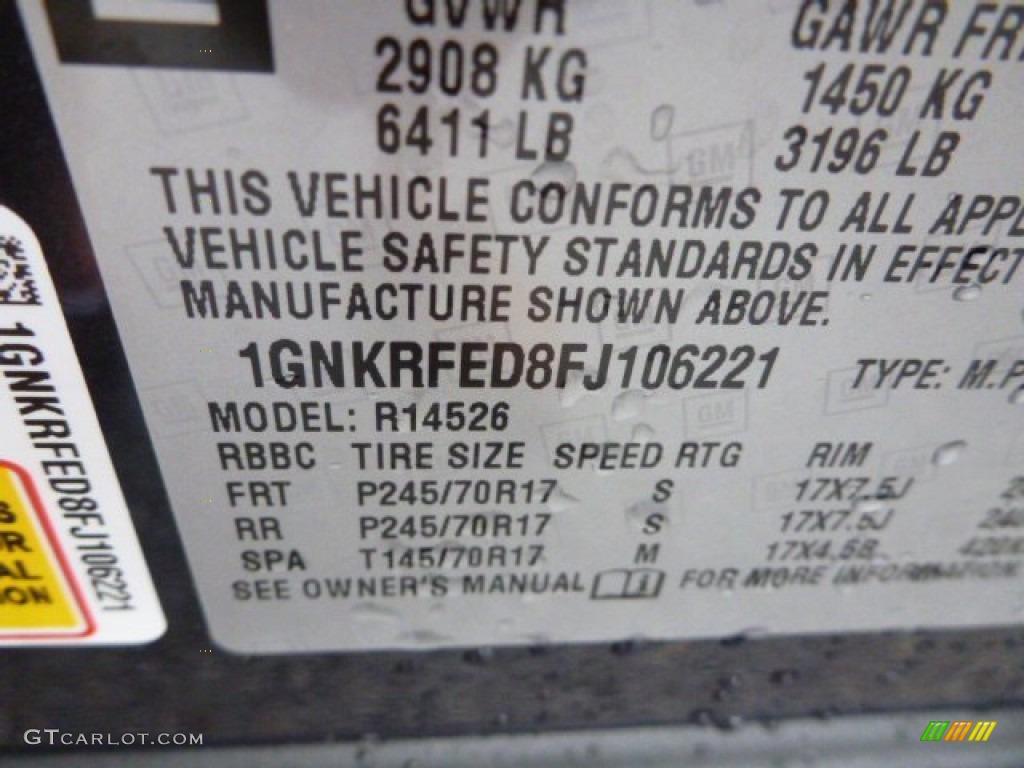 GVWR GAWR FR
2908 KG 1450 KG
6411 LB 3196 LB
GM
THIS VEHICLE CONFORMS TO ALL APPL
VEHICLE SAFETY STANDARDS IN EFFECT
MANUFACTURE SHOWN ABOVE.
1GNKRFED8FJ106221 TYPE: M.P
MODEL: R14526
GM
RBBC TIRE SIZE SPEED RTG RIM
FRT P245/70R17 S 17X7.5J
RR P245/70R17 S 17X7.5J
SPA T145/70R17 M 17X4.5B
SEE OWNER'S MANUAL i FOR MORE INFORMATION
1GNKRFED8FJ106221
GTCARLOT.COM